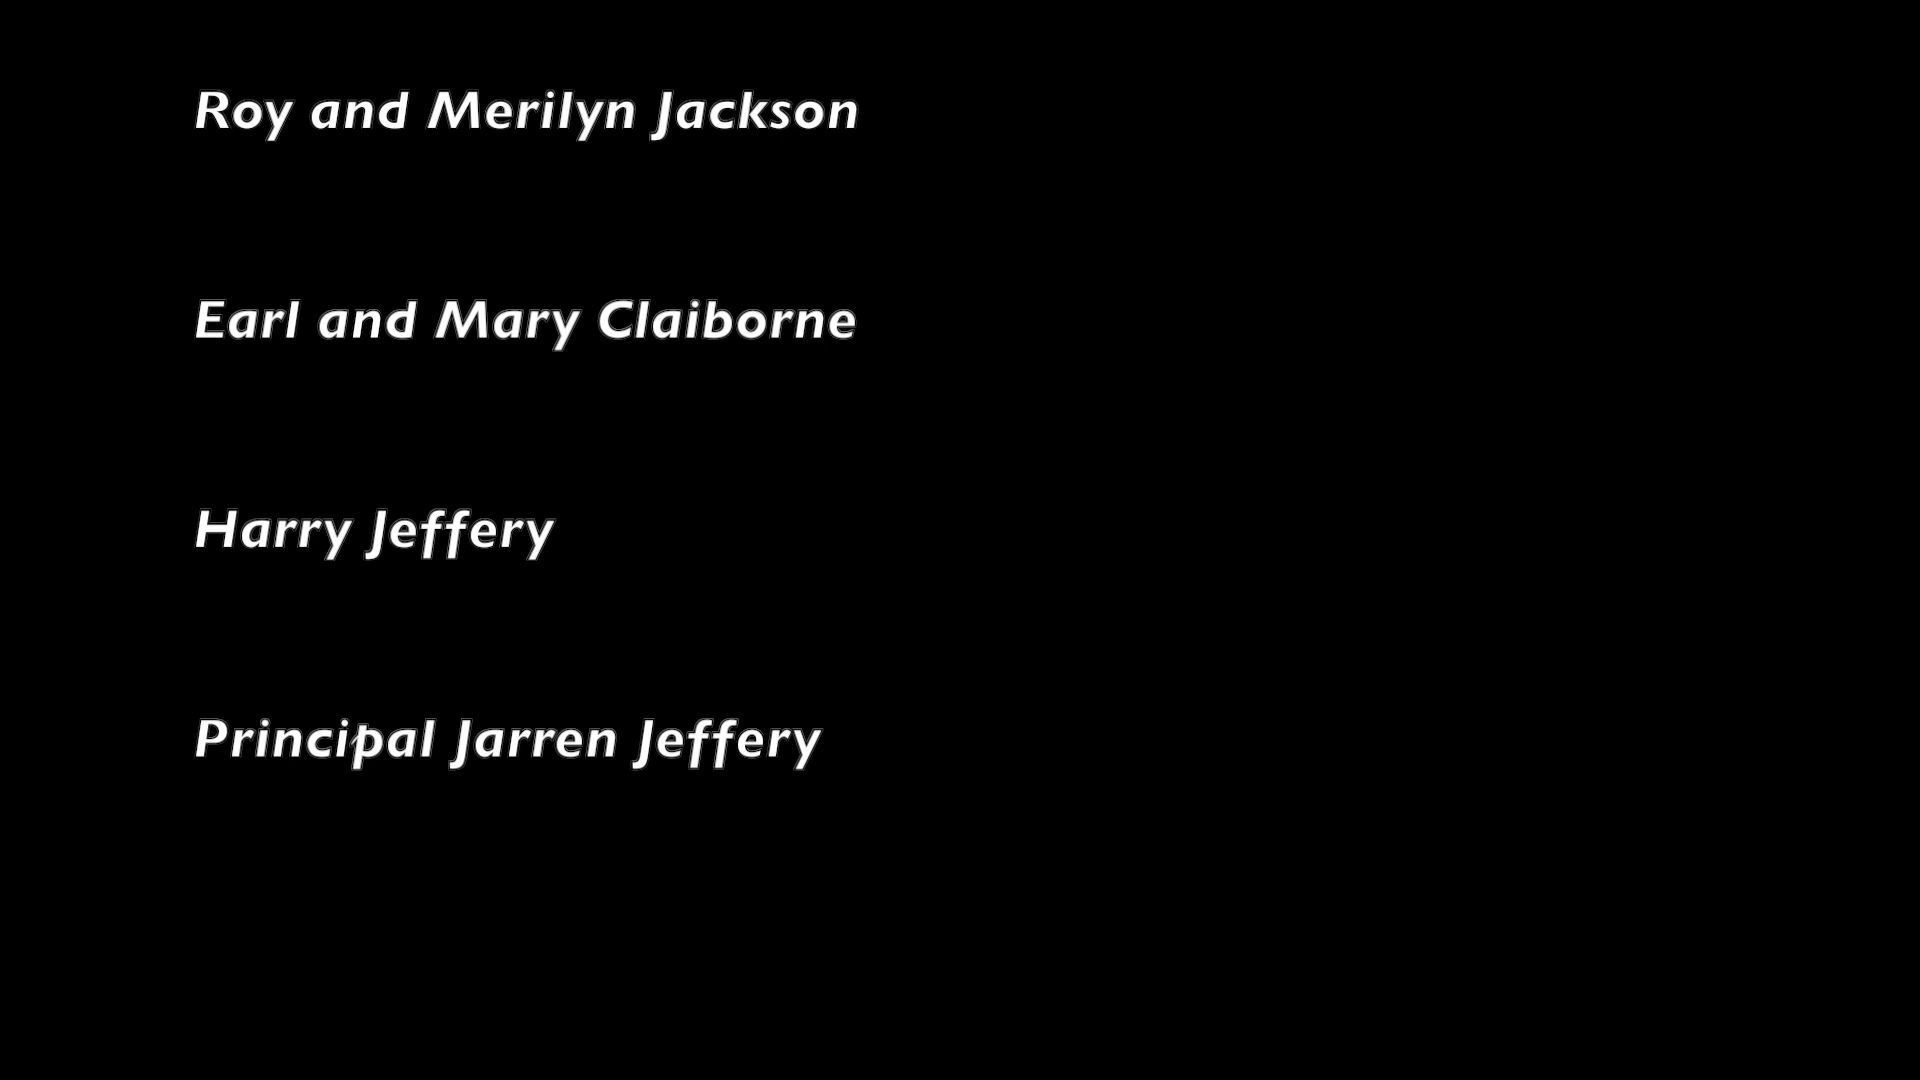 Roy and Merilyn Jackson
Earl and Mary Claiborne
Harry Jeffery
Principal Jarren Jeffery